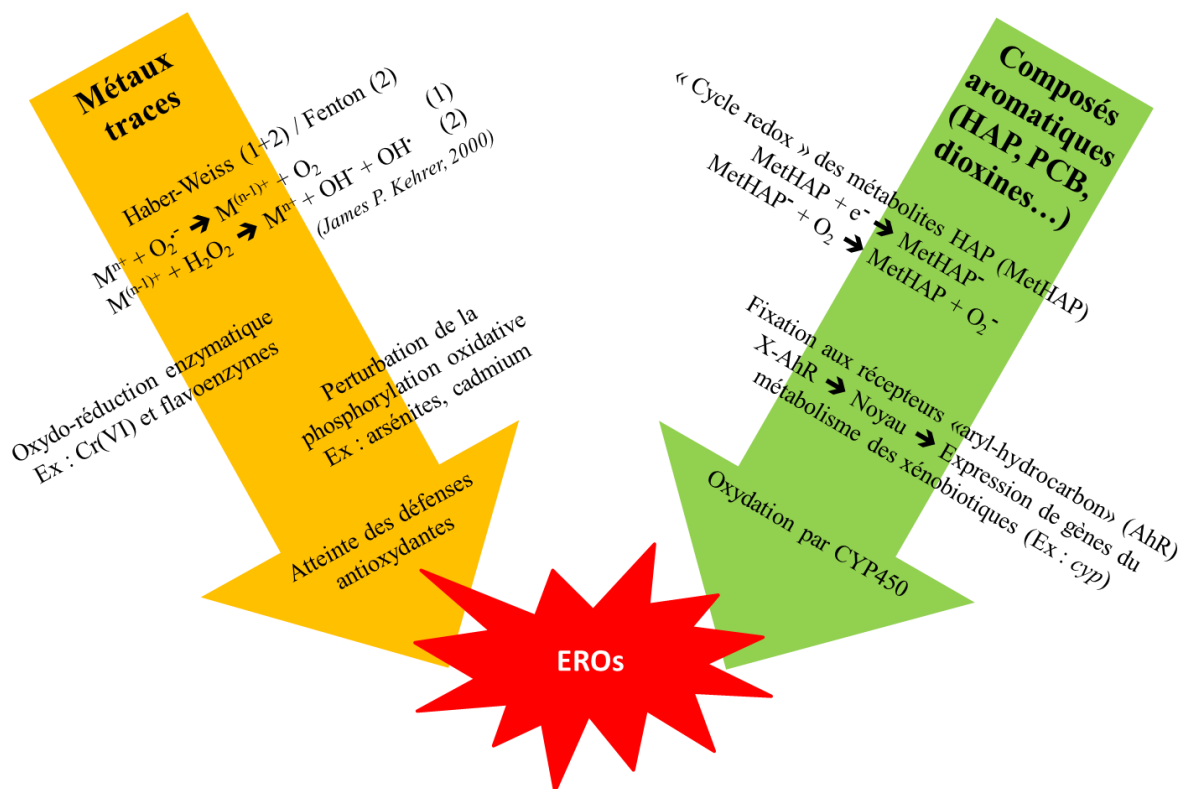 Métaux
traces
Haber-Weiss (1+2) / Fentοn (2)
Mⁿ⁺ + O₂•⁻ ➔ M⁽ⁿ⁻¹⁾⁺ + O₂ (1)
M⁽ⁿ⁻¹⁾⁺ + H₂O₂ ➔ Mⁿ⁺ + OH⁻ + OH• (2)
(James P. Kehrer, 2000)
Oxydo-réduction enzymatique
Ex : Cr(VI) et flavoenzymes
Perturbation de la
phosphorylation oxidative
Ex : arsénites, cadmium
Atteinte des défenses
antioxydantes
Composés
aromatiques
(HAP, PCB,
dioxines…)
« Cycle redox » des métabolites HAP (MetHAP)
MetHAP + e⁻ ➔ MetHAP⁻
MetHAP⁻ + O₂ ➔ MetHAP + O₂⁻
Fixation aux récepteurs «aryl-hydrocarbon» (AhR)
X-AhR ➔ Noyau ➔ Expression de gènes du
métabolisme des xénobiotiques (Ex : cyp)
Oxydation par CYP450
EROs